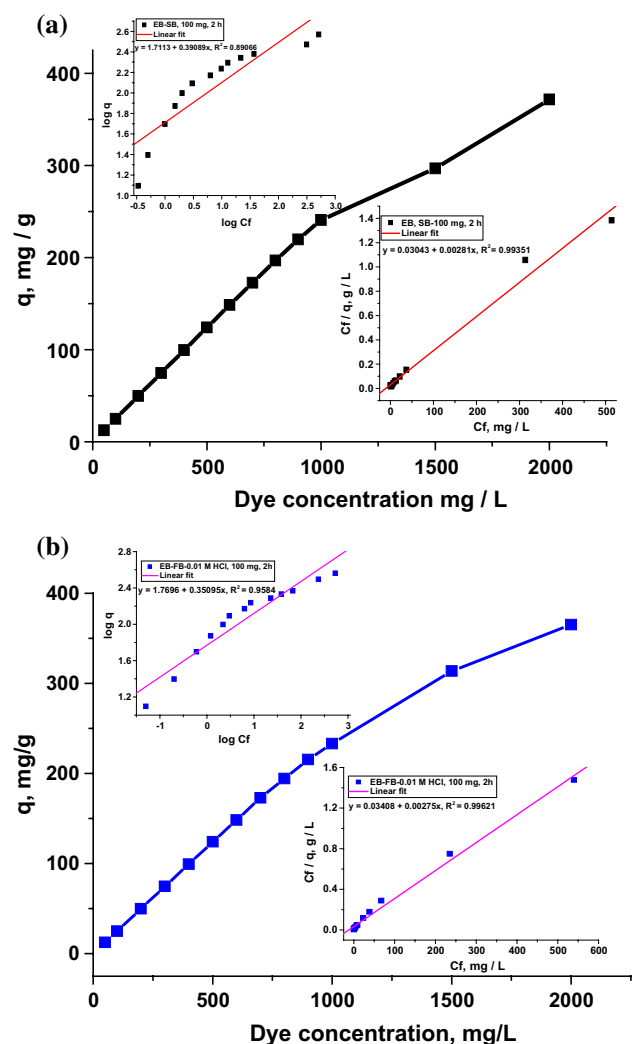 (a)
EB-SB, 100 mg, 2 h
Linear fit
y = 1.7113 + 0.39089x, R² = 0.89066
2.6
2.4
2.2
2.0
1.8
1.6
1.4
1.2
1.0
log q
-0.5 0.0 0.5 1.0 1.5 2.0 2.5 3.0
log Cf
400
300
200
100
0
q, mg / g
EB, SB-100 mg, 2 h
Linear fit
y = 0.03043 + 0.00281x, R² = 0.99351
1.4
1.2
1.0
0.8
0.6
0.4
0.2
0.0
Cf / q, g / L
0 100 200 300 400 500
Cf, mg / L
0 500 1000 1500 2000
Dye concentration mg / L
(b)
EB-FB-0.01 M HCl, 100 mg, 2h
Linear fit
y = 1.7696 + 0.35095x, R² = 0.9584
2.8
2.4
2.0
1.6
1.2
log q
-1 0 1 2 3
log Cf
400
300
200
100
0
q, mg/g
EB-FB-0.01 M HCl, 100 mg, 2h
Linear fit
y = 0.03408 + 0.00275x, R² = 0.99621
1.6
1.2
0.8
0.4
0.0
Cf / q, g / L
0 100 200 300 400 500 600
Cf, mg / L
0 500 1000 1500 2000
Dye concentration, mg/L